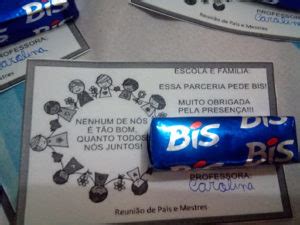 BIS
PROFESSORA:
Carolina
Reunião de Pais e Mestres
ESCOLA E FAMÍLIA:
ESSA PARCERIA PEDE BIS!
MUITO OBRIGADA
PELA PRESENÇA!!!
NENHUM DE NÓS
É TÃO BOM,
QUANTO TODOS
NÓS JUNTOS!
BIS
BIS
BIS
PROFESSORA:
Carolina
Reunião de Pais e Mestres